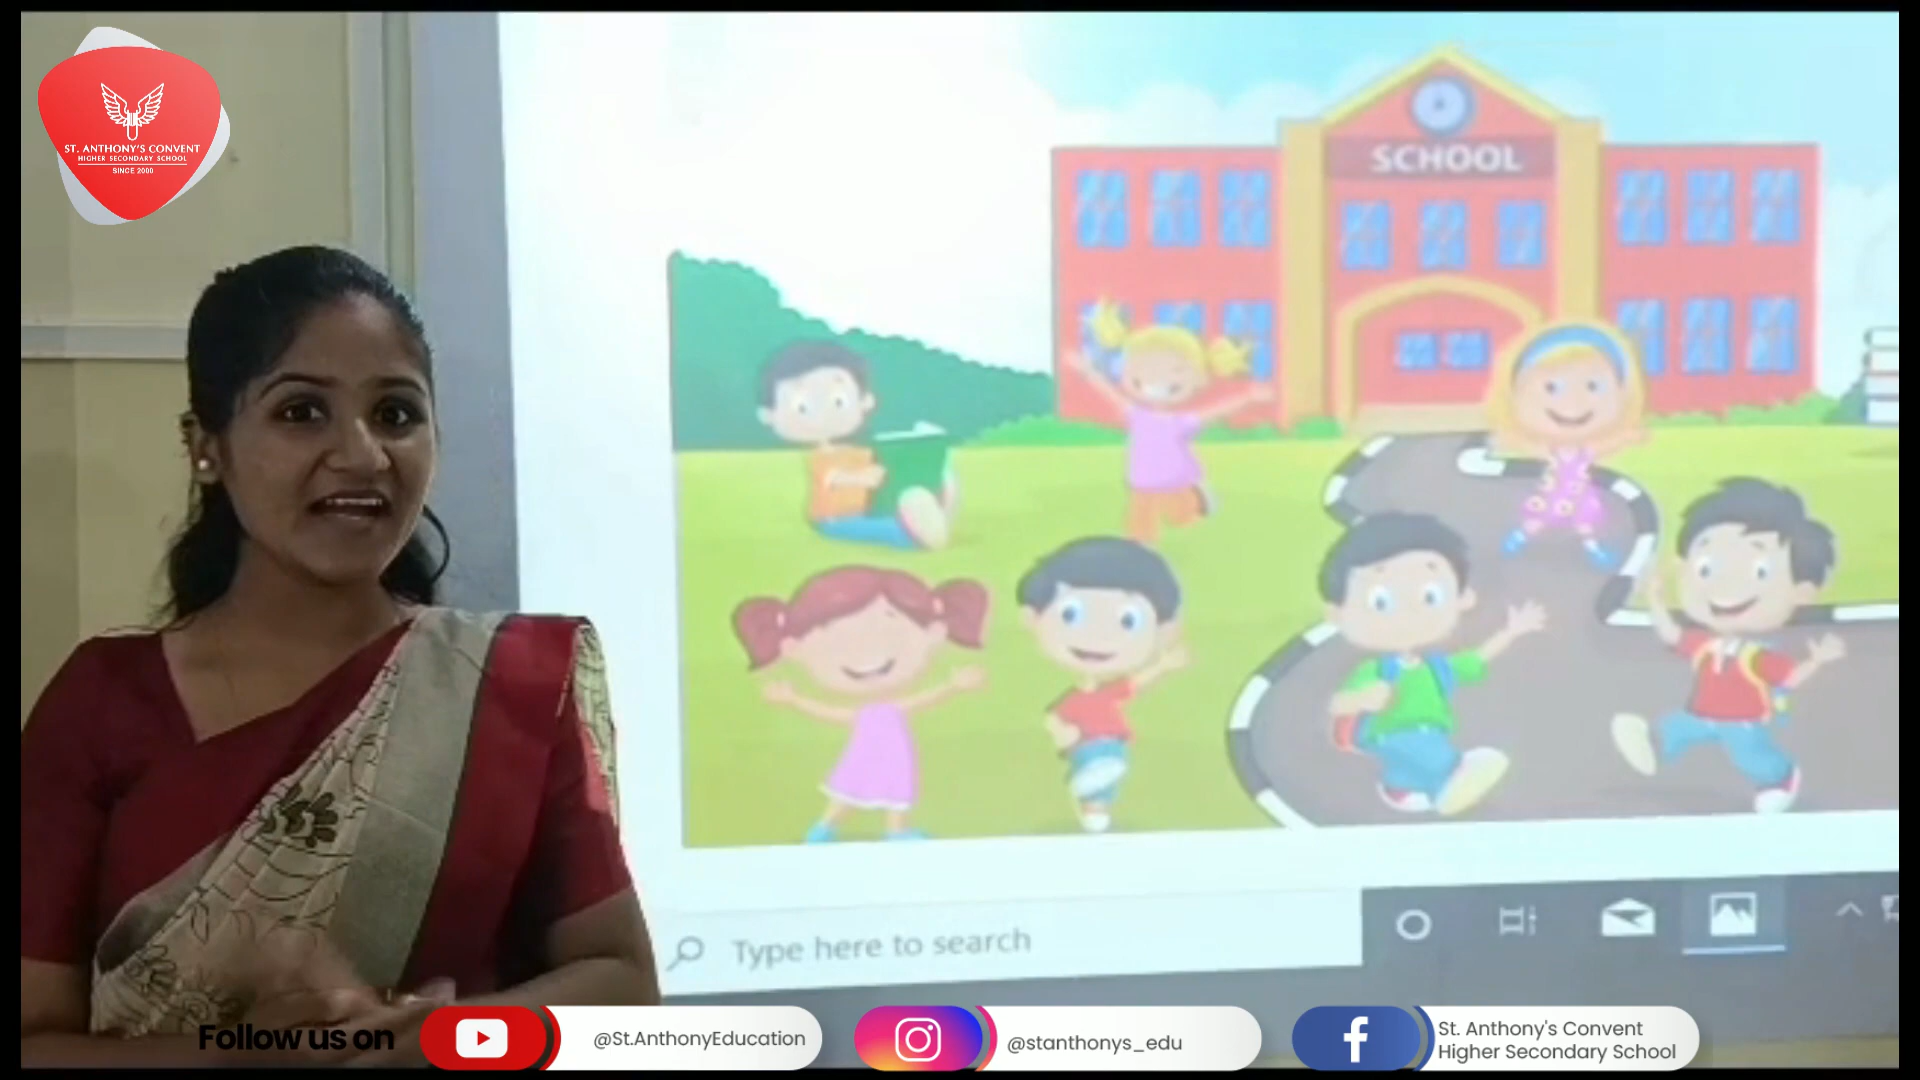 ST. ANTHONY'S CONVENT
HIGHER SECONDARY SCHOOL
SINCE 2000
SCHOOL
Type here to search
Follow us on
@St.AnthonyEducation
@stanthonys_edu
St. Anthony's Convent
Higher Secondary School